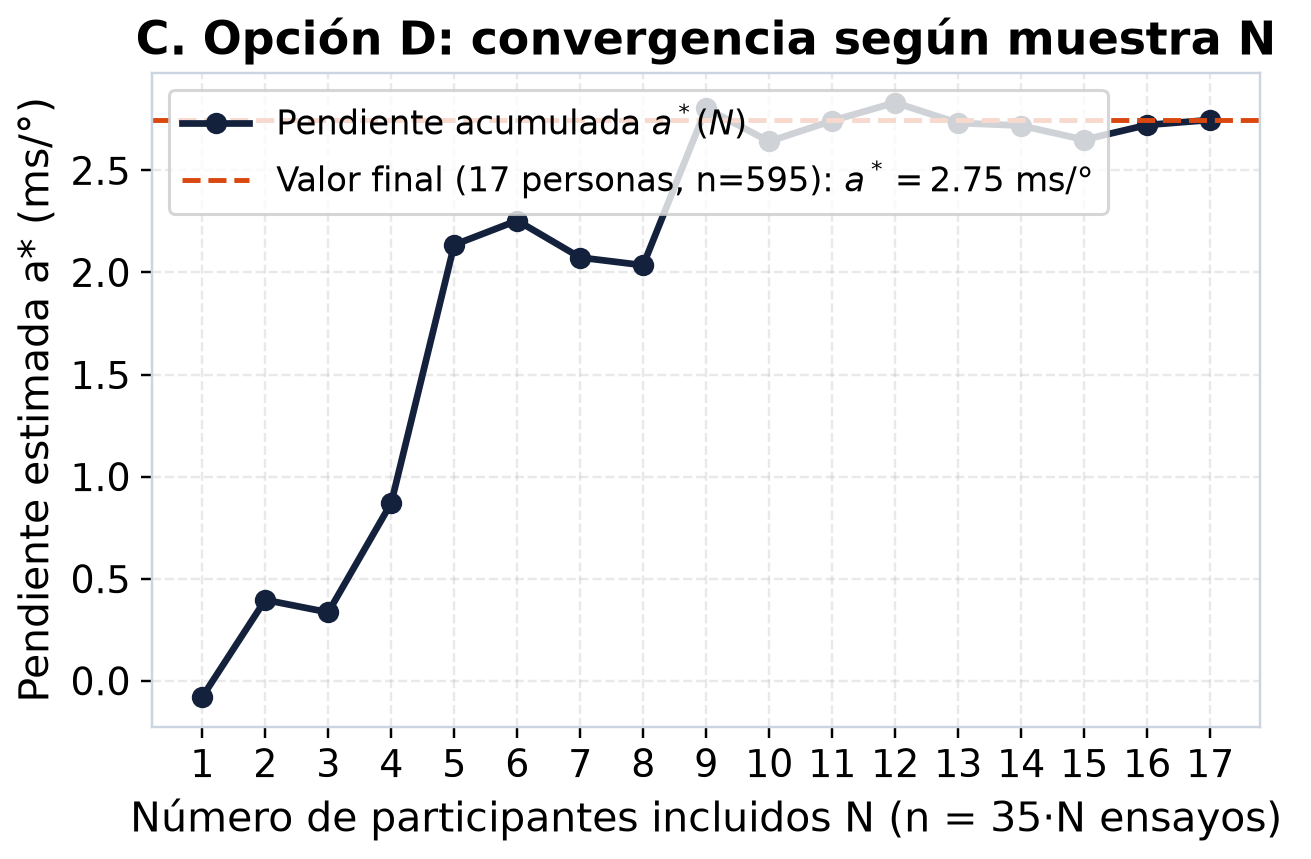 C. Opción D: convergencia según muestra N
Pendiente acumulada a*(N)
Valor final (17 personas, n=595): a* = 2.75 ms/°
Pendiente estimada a* (ms/°)
2.5
2.0
1.5
1.0
0.5
0.0
1 2 3 4 5 6 7 8 9 10 11 12 13 14 15 16 17
Número de participantes incluidos N (n = 35·N ensayos)